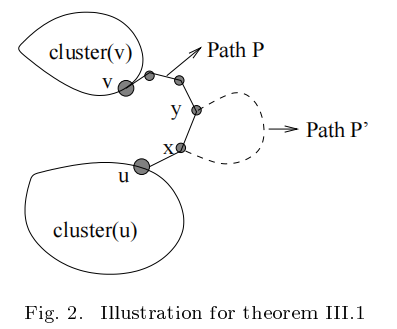 cluster(v)
Path P
v
y
Path P'
x
u
cluster(u)
Fig. 2. Illustration for theorem III.1